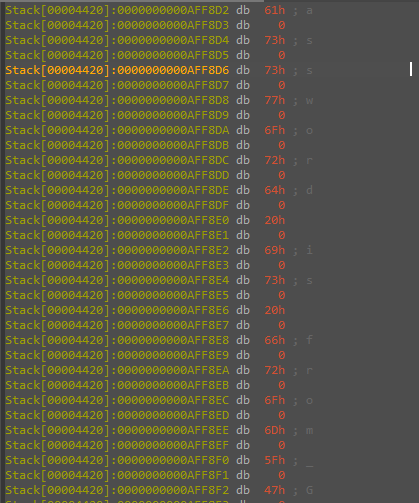 Stack[00004420]:0000000000AFF8D2 db 61h ; a
Stack[00004420]:0000000000AFF8D3 db 0
Stack[00004420]:0000000000AFF8D4 db 73h ; s
Stack[00004420]:0000000000AFF8D5 db 0
Stack[00004420]:0000000000AFF8D6 db 73h ; s
Stack[00004420]:0000000000AFF8D7 db 0
Stack[00004420]:0000000000AFF8D8 db 77h ; w
Stack[00004420]:0000000000AFF8D9 db 0
Stack[00004420]:0000000000AFF8DA db 6Fh ; o
Stack[00004420]:0000000000AFF8DB db 0
Stack[00004420]:0000000000AFF8DC db 72h ; r
Stack[00004420]:0000000000AFF8DD db 0
Stack[00004420]:0000000000AFF8DE db 64h ; d
Stack[00004420]:0000000000AFF8DF db 0
Stack[00004420]:0000000000AFF8E0 db 20h
Stack[00004420]:0000000000AFF8E1 db 0
Stack[00004420]:0000000000AFF8E2 db 69h ; i
Stack[00004420]:0000000000AFF8E3 db 0
Stack[00004420]:0000000000AFF8E4 db 73h ; s
Stack[00004420]:0000000000AFF8E5 db 0
Stack[00004420]:0000000000AFF8E6 db 20h
Stack[00004420]:0000000000AFF8E7 db 0
Stack[00004420]:0000000000AFF8E8 db 66h ; f
Stack[00004420]:0000000000AFF8E9 db 0
Stack[00004420]:0000000000AFF8EA db 72h ; r
Stack[00004420]:0000000000AFF8EB db 0
Stack[00004420]:0000000000AFF8EC db 6Fh ; o
Stack[00004420]:0000000000AFF8ED db 0
Stack[00004420]:0000000000AFF8EE db 6Dh ; m
Stack[00004420]:0000000000AFF8EF db 0
Stack[00004420]:0000000000AFF8F0 db 5Fh ; _
Stack[00004420]:0000000000AFF8F1 db 0
Stack[00004420]:0000000000AFF8F2 db 47h ; G